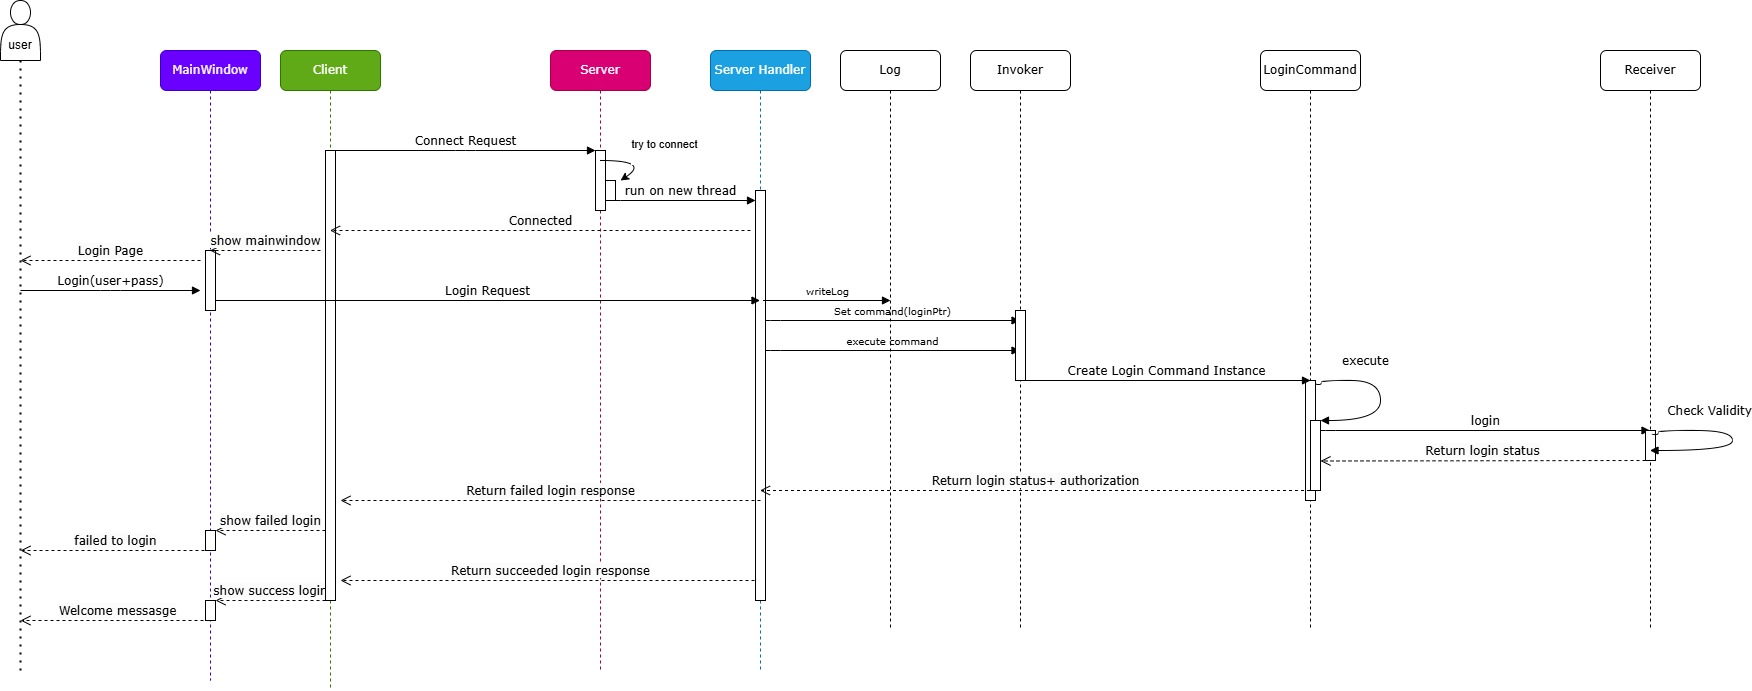 user
MainWindow
Client
Server
Server Handler
Log
Invoker
LoginCommand
Receiver
Connect Request
try to connect
run on new thread
Connected
show mainwindow
Login Page
Login(user+pass)
Login Request
writeLog
Set command(loginPtr)
execute command
execute
Create Login Command Instance
Check Validity
login
Return login status
Return login status+ authorization
Return failed login response
show failed login
failed to login
Return succeeded login response
show success login
Welcome messasge